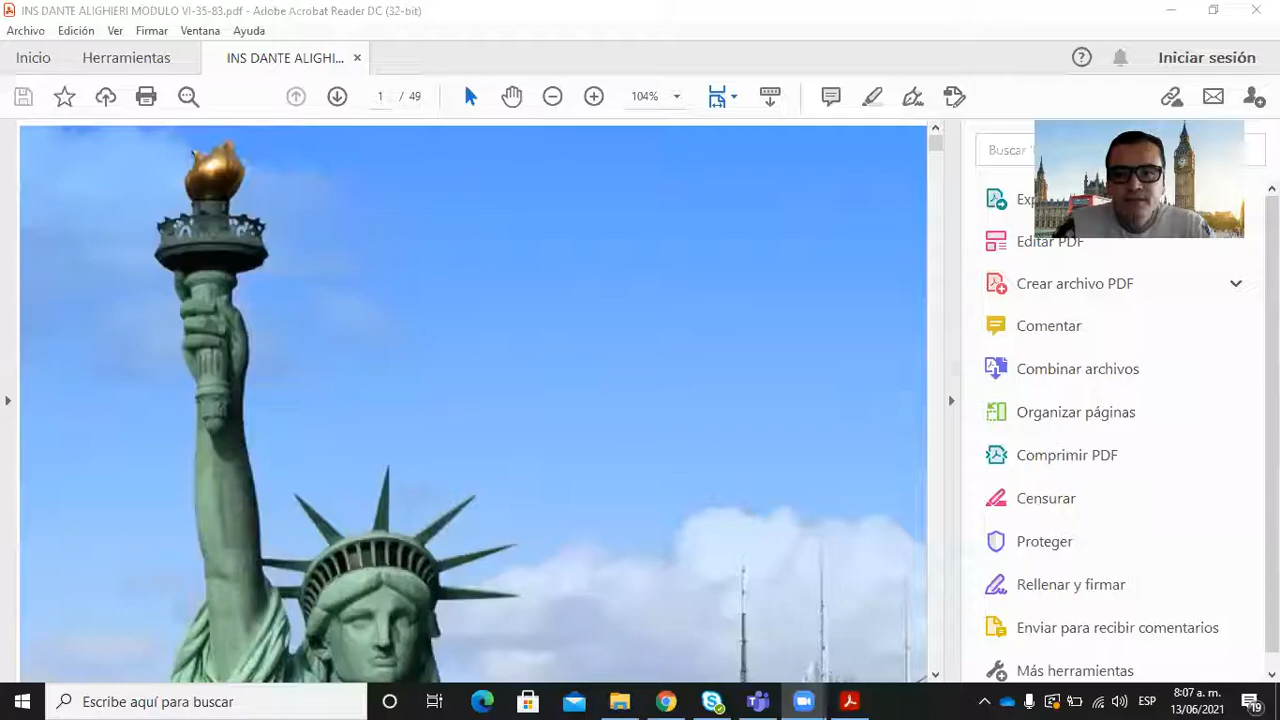 INS DANTE ALIGHIERI MODULO VI-35-83.pdf - Adobe Acrobat Reader DC (32-bit)
Archivo Edición Ver Firmar Ventana Ayuda
Inicio Herramientas INS DANTE ALIGHI... × Iniciar sesión
1 / 49 104%
Buscar
Editar PDF
Crear archivo PDF
Comentar
Combinar archivos
Organizar páginas
Comprimir PDF
Censurar
Proteger
Rellenar y firmar
Enviar para recibir comentarios
Más herramientas
Escribe aquí para buscar
ESP
8:07 a. m.
13/06/2021
19